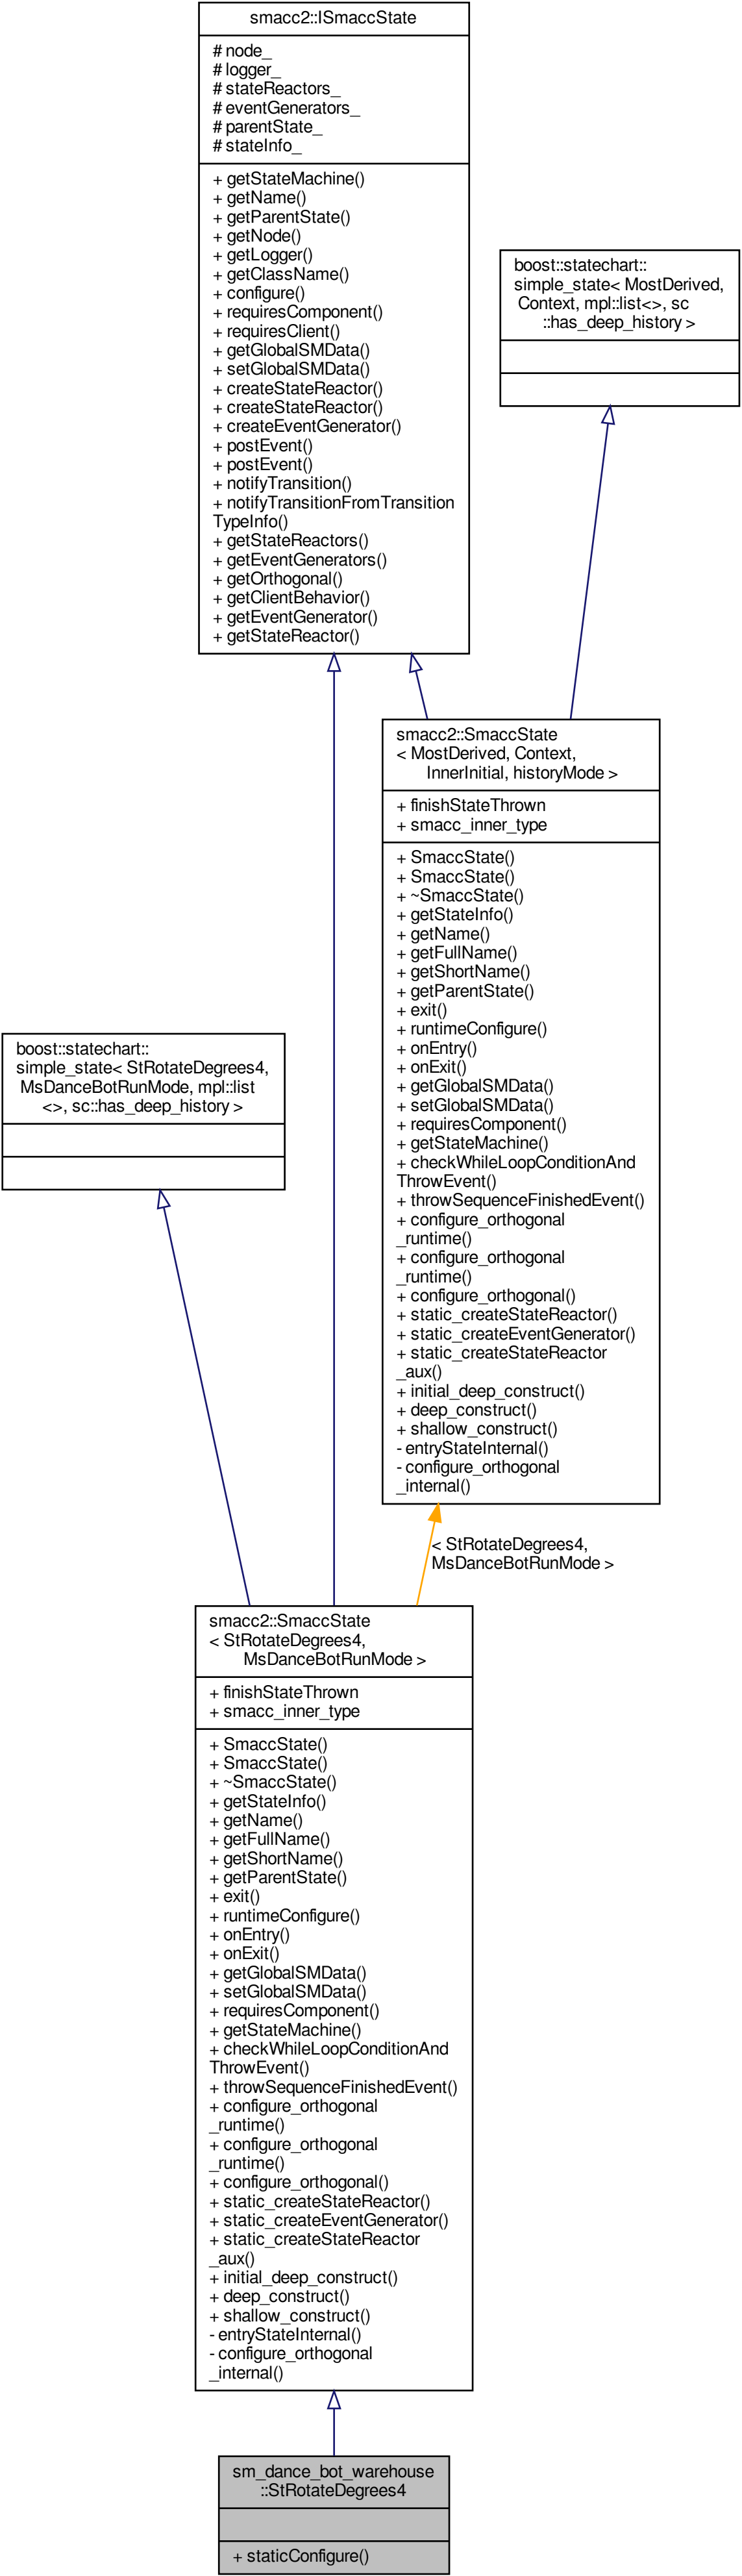 smacc2::ISmaccState
# node_
# logger_
# stateReactors_
# eventGenerators_
# parentState_
# stateInfo_
+ getStateMachine()
+ getName()
+ getParentState()
+ getNode()
+ getLogger()
+ getClassName()
+ configure()
+ requiresComponent()
+ requiresClient()
+ getGlobalSMData()
+ setGlobalSMData()
+ createStateReactor()
+ createStateReactor()
+ createEventGenerator()
+ postEvent()
+ postEvent()
+ notifyTransition()
+ notifyTransitionFromTransition
TypeInfo()
+ getStateReactors()
+ getEventGenerators()
+ getOrthogonal()
+ getClientBehavior()
+ getEventGenerator()
+ getStateReactor()
boost::statechart::
simple_state< MostDerived,
Context, mpl::list<>, sc
::has_deep_history >
smacc2::SmaccState
< MostDerived, Context,
InnerInitial, historyMode >
+ finishStateThrown
+ smacc_inner_type
+ SmaccState()
+ SmaccState()
+ ~SmaccState()
+ getStateInfo()
+ getName()
+ getFullName()
+ getShortName()
+ getParentState()
+ exit()
+ runtimeConfigure()
+ onEntry()
+ onExit()
+ getGlobalSMData()
+ setGlobalSMData()
+ requiresComponent()
+ getStateMachine()
+ checkWhileLoopConditionAnd
ThrowEvent()
+ throwSequenceFinishedEvent()
+ configure_orthogonal
_runtime()
+ configure_orthogonal
_runtime()
+ configure_orthogonal()
+ static_createStateReactor()
+ static_createEventGenerator()
+ static_createStateReactor
_aux()
+ initial_deep_construct()
+ deep_construct()
+ shallow_construct()
- entryStateInternal()
- configure_orthogonal
_internal()
boost::statechart::
simple_state< StRotateDegrees4,
MsDanceBotRunMode, mpl::list
<>, sc::has_deep_history >
< StRotateDegrees4,
MsDanceBotRunMode >
smacc2::SmaccState
< StRotateDegrees4,
MsDanceBotRunMode >
+ finishStateThrown
+ smacc_inner_type
+ SmaccState()
+ SmaccState()
+ ~SmaccState()
+ getStateInfo()
+ getName()
+ getFullName()
+ getShortName()
+ getParentState()
+ exit()
+ runtimeConfigure()
+ onEntry()
+ onExit()
+ getGlobalSMData()
+ setGlobalSMData()
+ requiresComponent()
+ getStateMachine()
+ checkWhileLoopConditionAnd
ThrowEvent()
+ throwSequenceFinishedEvent()
+ configure_orthogonal
_runtime()
+ configure_orthogonal
_runtime()
+ configure_orthogonal()
+ static_createStateReactor()
+ static_createEventGenerator()
+ static_createStateReactor
_aux()
+ initial_deep_construct()
+ deep_construct()
+ shallow_construct()
- entryStateInternal()
- configure_orthogonal
_internal()
sm_dance_bot_warehouse
::StRotateDegrees4
+ staticConfigure()